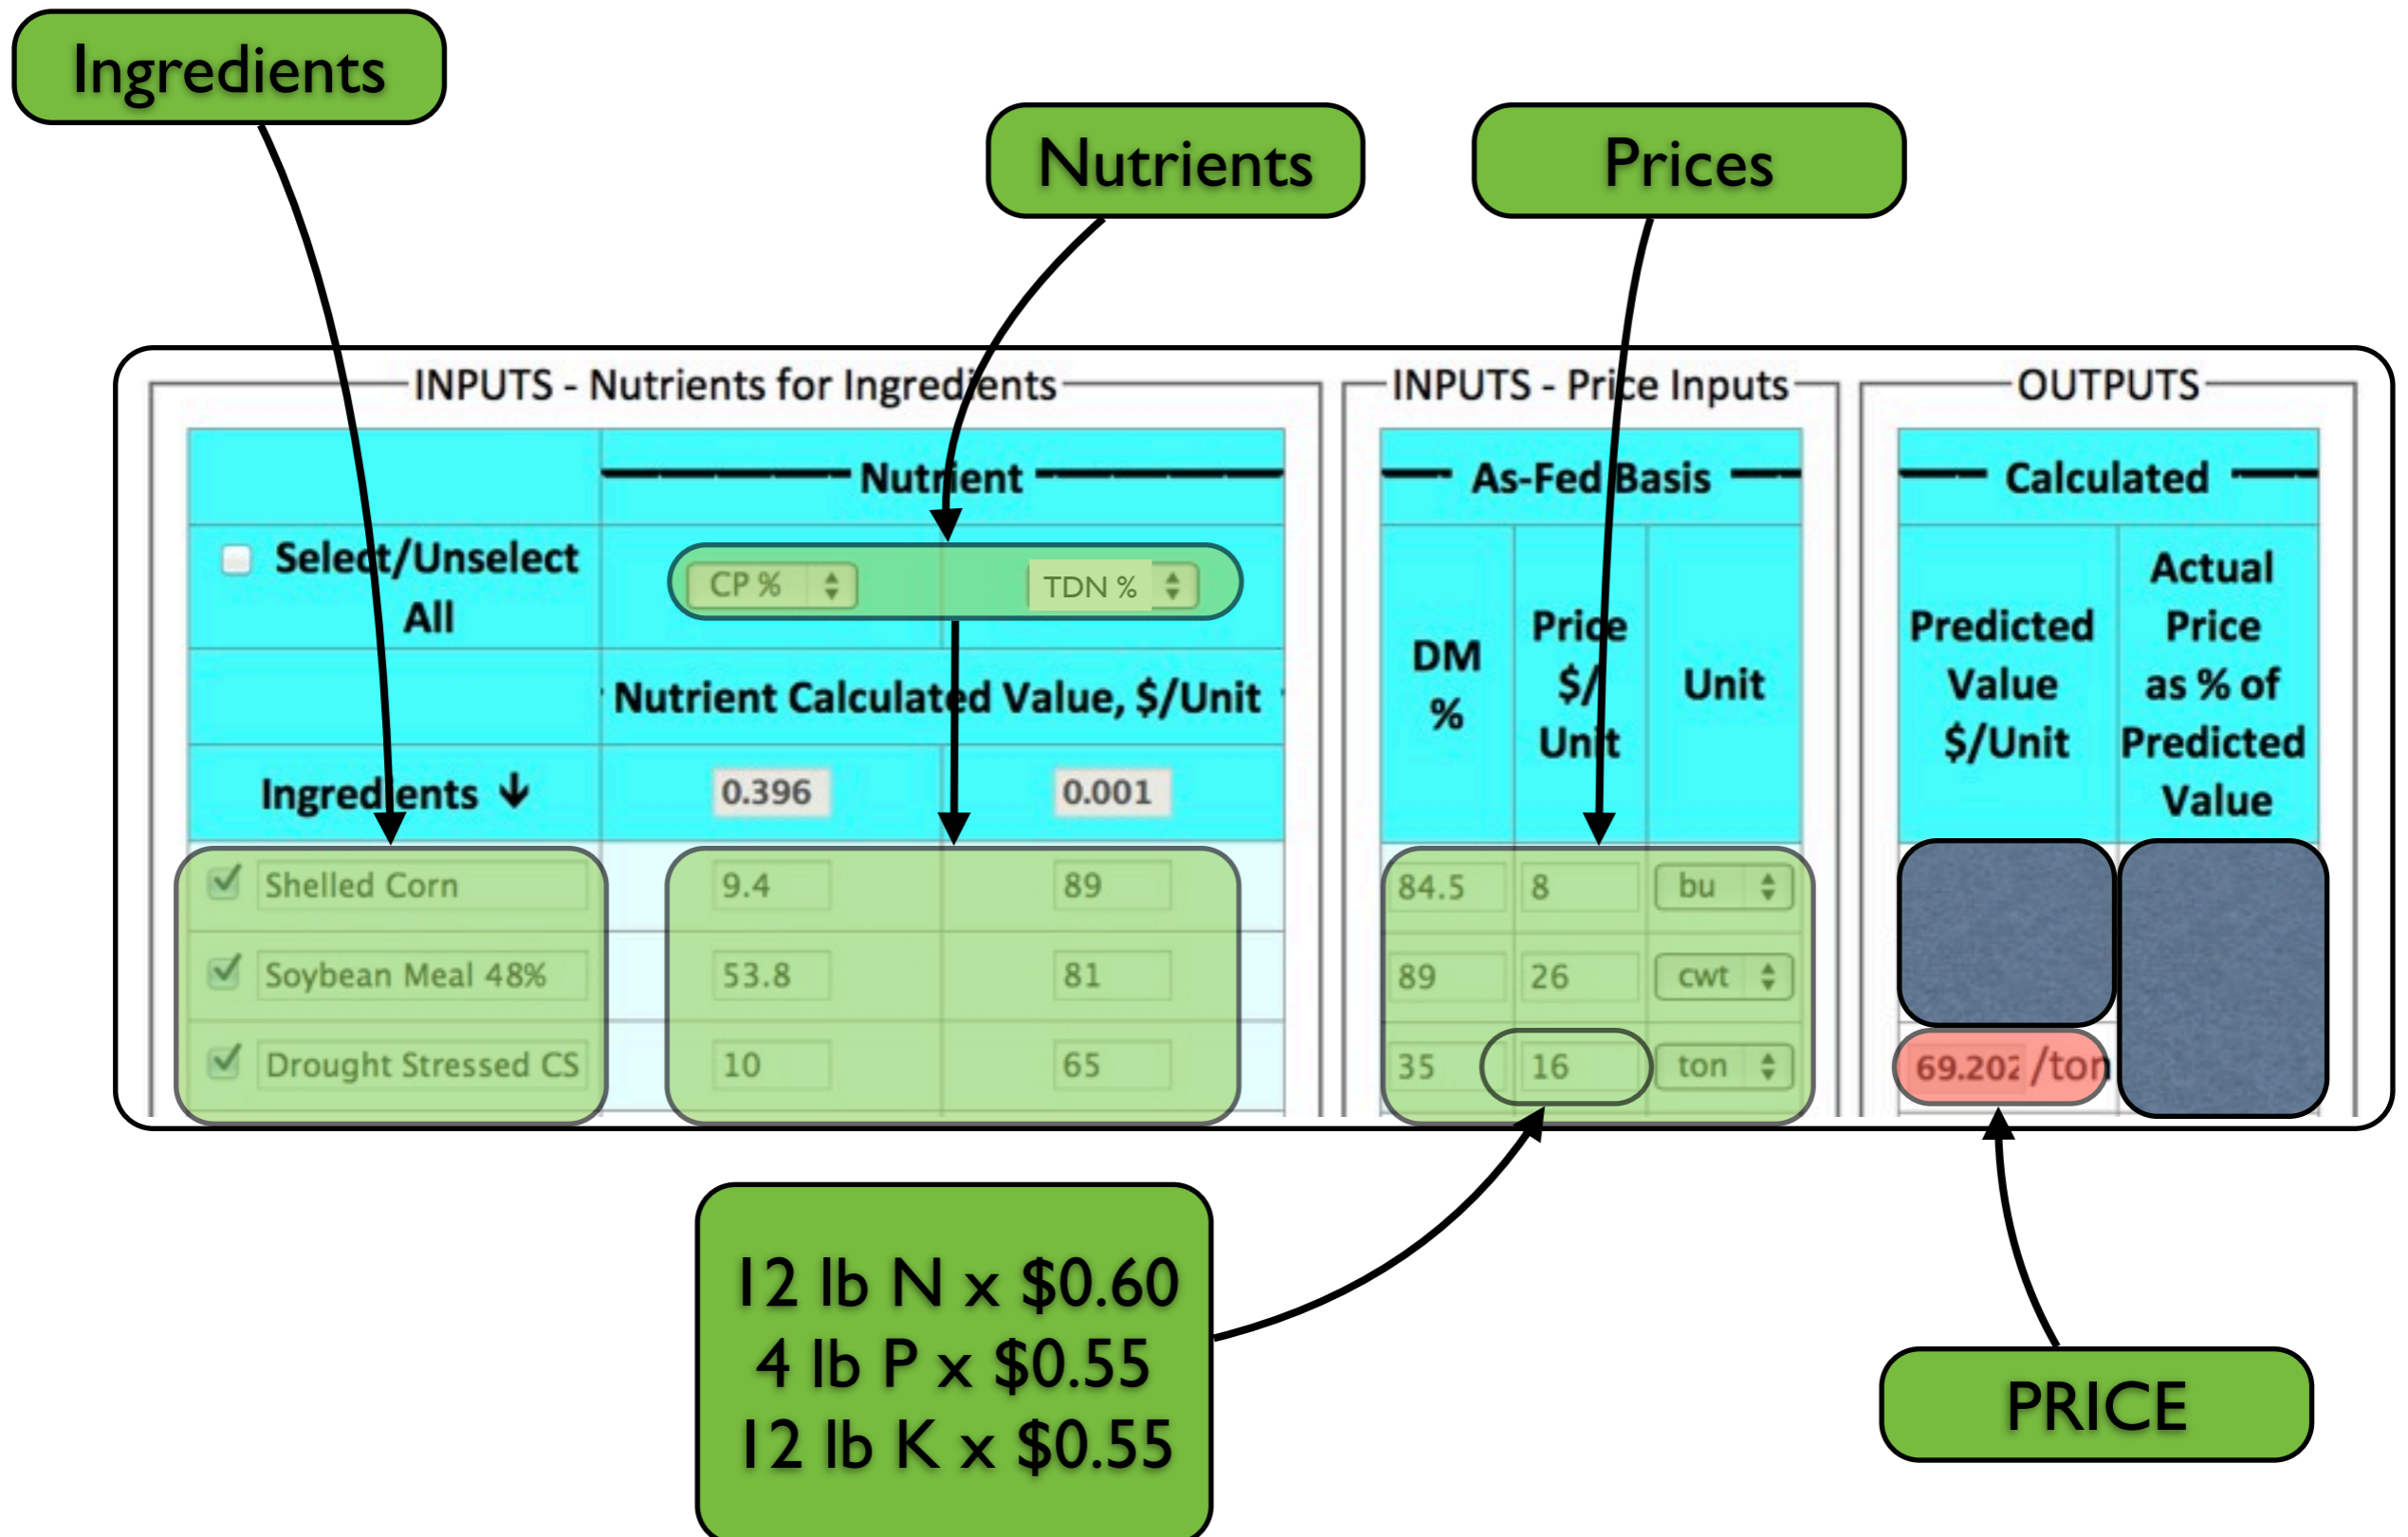 Ingredients
Nutrients
Prices
INPUTS - Nutrients for Ingredients
INPUTS - Price Inputs
OUTPUTS
Nutrient
As-Fed Basis
Calculated
Select/Unselect
All
CP %
TDN %
DM
%
Price
$/
Unit
Unit
Predicted
Value
$/Unit
Actual
Price
as % of
Predicted
Value
Nutrient Calculated Value, $/Unit
Ingredients ↓
0.396
0.001
Shelled Corn 9.4 89 84.5 8 bu
Soybean Meal 48% 53.8 81 89 26 cwt
Drought Stressed CS 10 65 35 16 ton 69.202 /ton
12 lb N x $0.60
4 lb P x $0.55
12 lb K x $0.55
PRICE